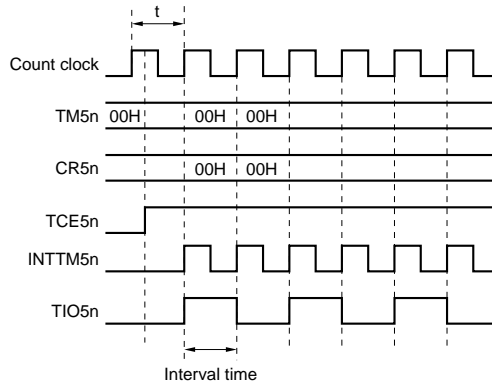 t
Count clock
TM5n 00H 00H 00H
CR5n 00H 00H
TCE5n
INTTM5n
TIO5n
Interval time